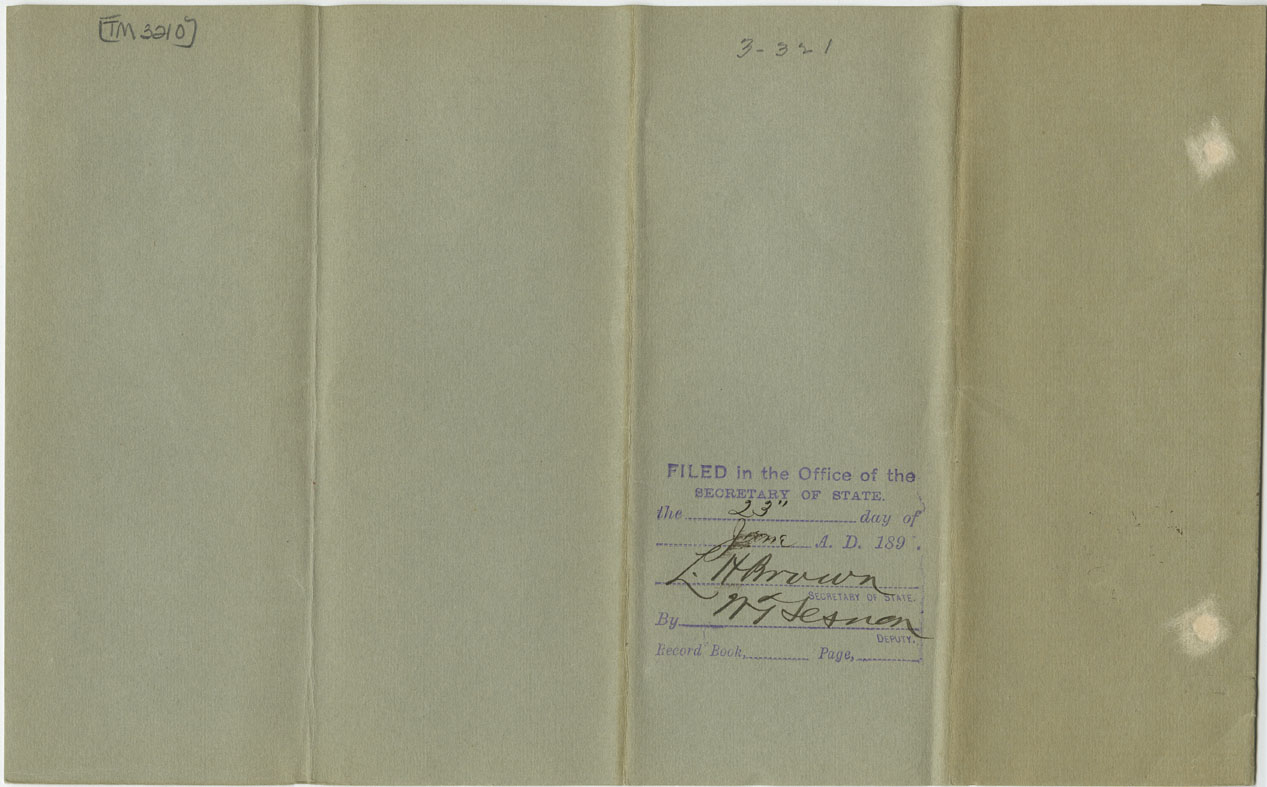 [TM 3210]
3-321
FILED in the Office of the
SECRETARY OF STATE.
the 23" day of
June A. D. 189 .
L. H Brown
SECRETARY OF STATE.
By W T Sesnon
DEPUTY.
Record Book, Page,